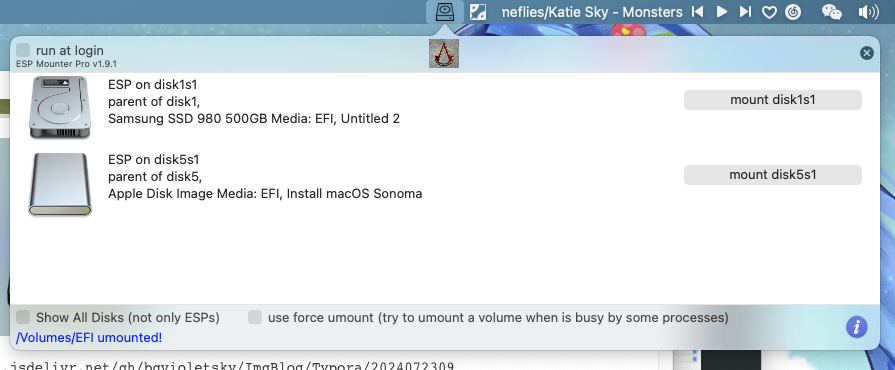 neflies/Katie Sky - Monsters
run at login
ESP Mounter Pro v1.9.1
ESP on disk1s1
parent of disk1,
Samsung SSD 980 500GB Media: EFI, Untitled 2
mount disk1s1
ESP on disk5s1
parent of disk5,
Apple Disk Image Media: EFI, Install macOS Sonoma
mount disk5s1
Show All Disks (not only ESPs)
use force umount (try to umount a volume when is busy by some processes)
/Volumes/EFI umounted!
.jsdelivr.net/gh/bgvioletsky/ImgBlog/Typora/2024072309